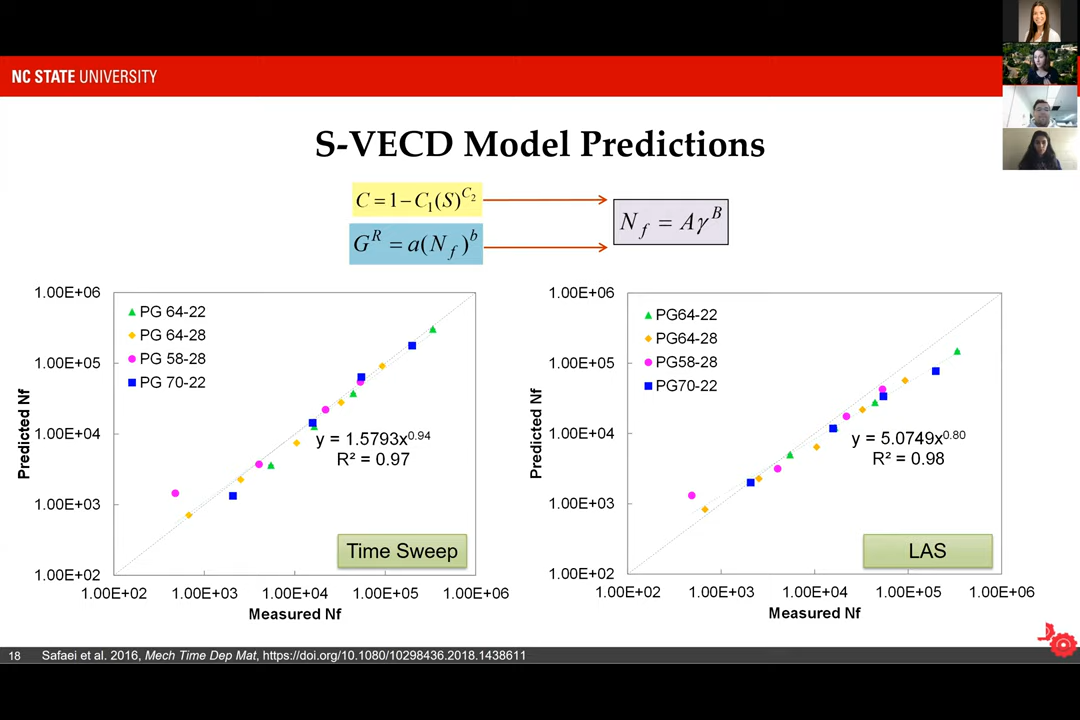 NC STATE UNIVERSITY
S-VECD Model Predictions
C = 1 − C₁(S)^C₂
G^R = a(N_f)^b
N_f = Aγ^B
1.00E+06
1.00E+05
1.00E+04
1.00E+03
1.00E+02
Predicted Nf
PG 64-22
PG 64-28
PG 58-28
PG 70-22
y = 1.5793x^0.94
R² = 0.97
Time Sweep
1.00E+02 1.00E+03 1.00E+04 1.00E+05 1.00E+06
Measured Nf
1.00E+06
1.00E+05
1.00E+04
1.00E+03
1.00E+02
Predicted Nf
PG64-22
PG64-28
PG58-28
PG70-22
y = 5.0749x^0.80
R² = 0.98
LAS
1.00E+02 1.00E+03 1.00E+04 1.00E+05 1.00E+06
Measured Nf
18 Safaei et al. 2016, Mech Time Dep Mat, https://doi.org/10.1080/10298436.2018.1438611